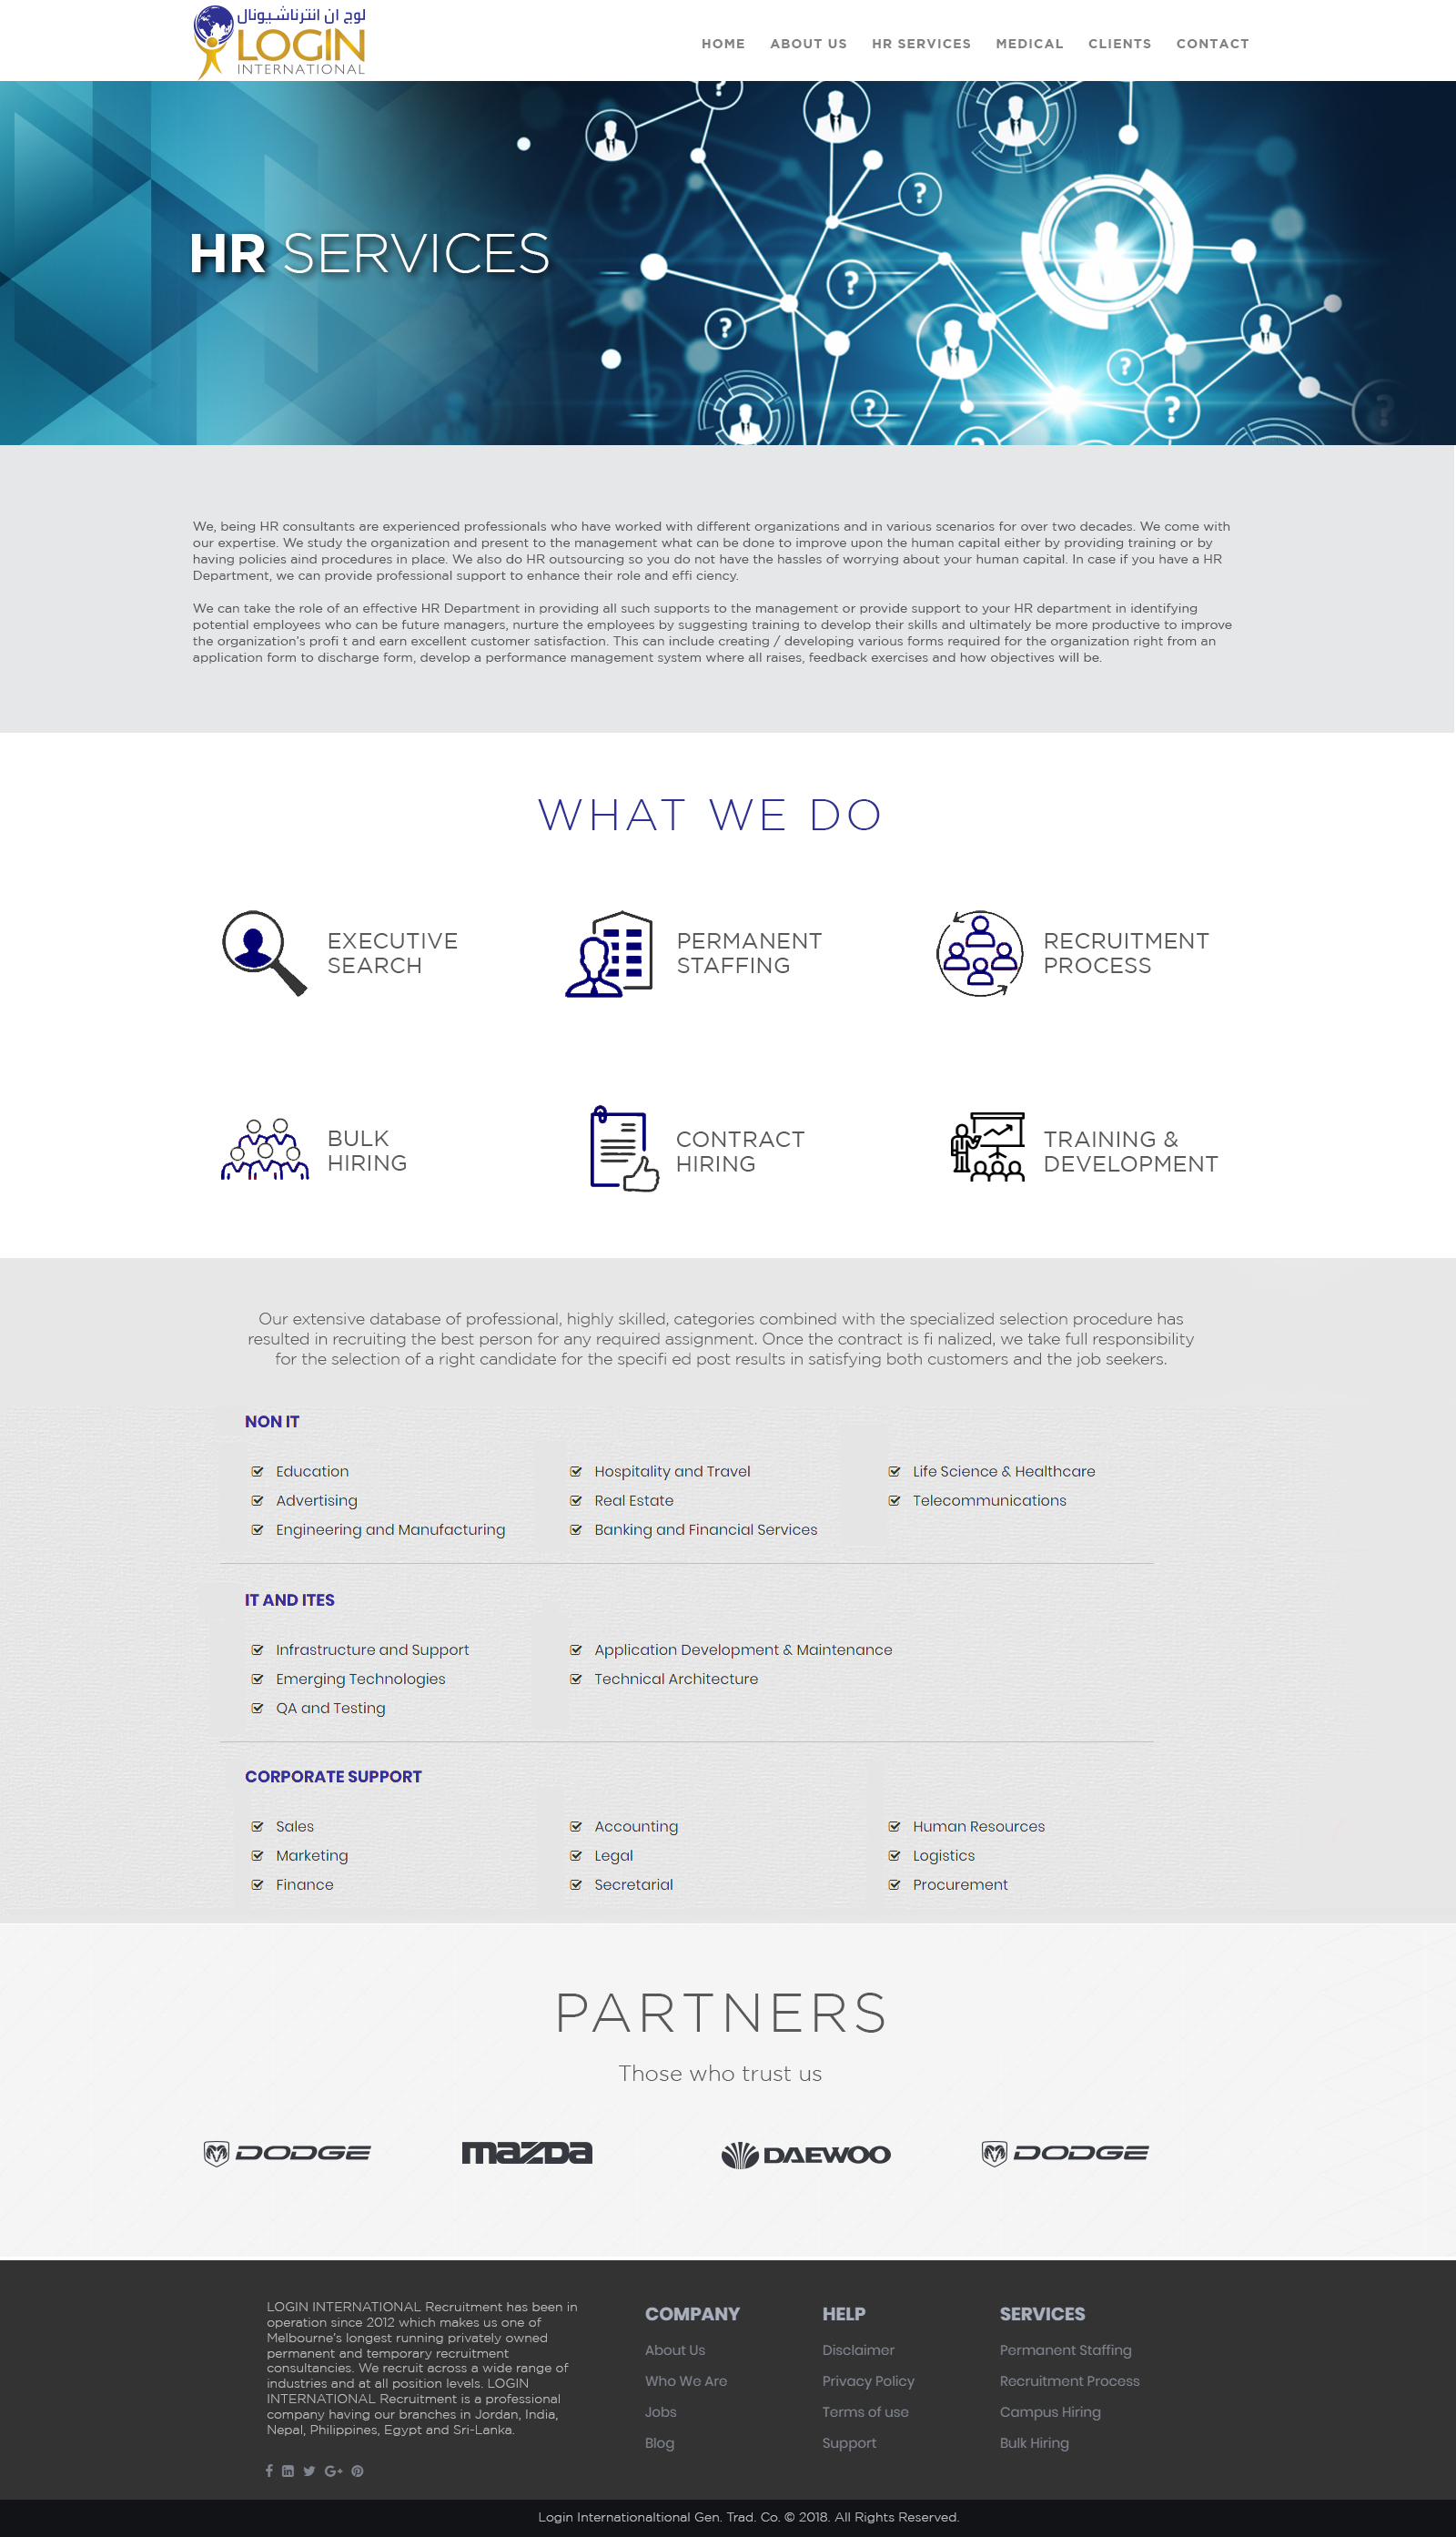 لوج ان انترناشيونال
LOGIN
INTERNATIONAL
HOME ABOUT US HR SERVICES MEDICAL CLIENTS CONTACT
HR SERVICES
We, being HR consultants are experienced professionals who have worked with different organizations and in various scenarios for over two decades. We come with
our expertise. We study the organization and present to the management what can be done to improve upon the human capital either by providing training or by
having policies aind procedures in place. We also do HR outsourcing so you do not have the hassles of worrying about your human capital. In case if you have a HR
Department, we can provide professional support to enhance their role and effi ciency.
We can take the role of an effective HR Department in providing all such supports to the management or provide support to your HR department in identifying
potential employees who can be future managers, nurture the employees by suggesting training to develop their skills and ultimately be more productive to improve
the organization's profi t and earn excellent customer satisfaction. This can include creating / developing various forms required for the organization right from an
application form to discharge form, develop a performance management system where all raises, feedback exercises and how objectives will be.
WHAT WE DO
EXECUTIVE
SEARCH
PERMANENT
STAFFING
RECRUITMENT
PROCESS
BULK
HIRING
CONTRACT
HIRING
TRAINING &
DEVELOPMENT
Our extensive database of professional, highly skilled, categories combined with the specialized selection procedure has
resulted in recruiting the best person for any required assignment. Once the contract is fi nalized, we take full responsibility
for the selection of a right candidate for the specifi ed post results in satisfying both customers and the job seekers.
NON IT
Education
Hospitality and Travel
Life Science & Healthcare
Advertising
Real Estate
Telecommunications
Engineering and Manufacturing
Banking and Financial Services
IT AND ITES
Infrastructure and Support
Application Development & Maintenance
Emerging Technologies
Technical Architecture
QA and Testing
CORPORATE SUPPORT
Sales
Accounting
Human Resources
Marketing
Legal
Logistics
Finance
Secretarial
Procurement
PARTNERS
Those who trust us
DODGE
mazda
DAEWOO
DODGE
LOGIN INTERNATIONAL Recruitment has been in
operation since 2012 which makes us one of
Melbourne's longest running privately owned
permanent and temporary recruitment
consultancies. We recruit across a wide range of
industries and at all position levels. LOGIN
INTERNATIONAL Recruitment is a professional
company having our branches in Jordan, India,
Nepal, Philippines, Egypt and Sri-Lanka.
COMPANY
About Us
Who We Are
Jobs
Blog
HELP
Disclaimer
Privacy Policy
Terms of use
Support
SERVICES
Permanent Staffing
Recruitment Process
Campus Hiring
Bulk Hiring
Login Internationaltional Gen. Trad. Co. © 2018. All Rights Reserved.